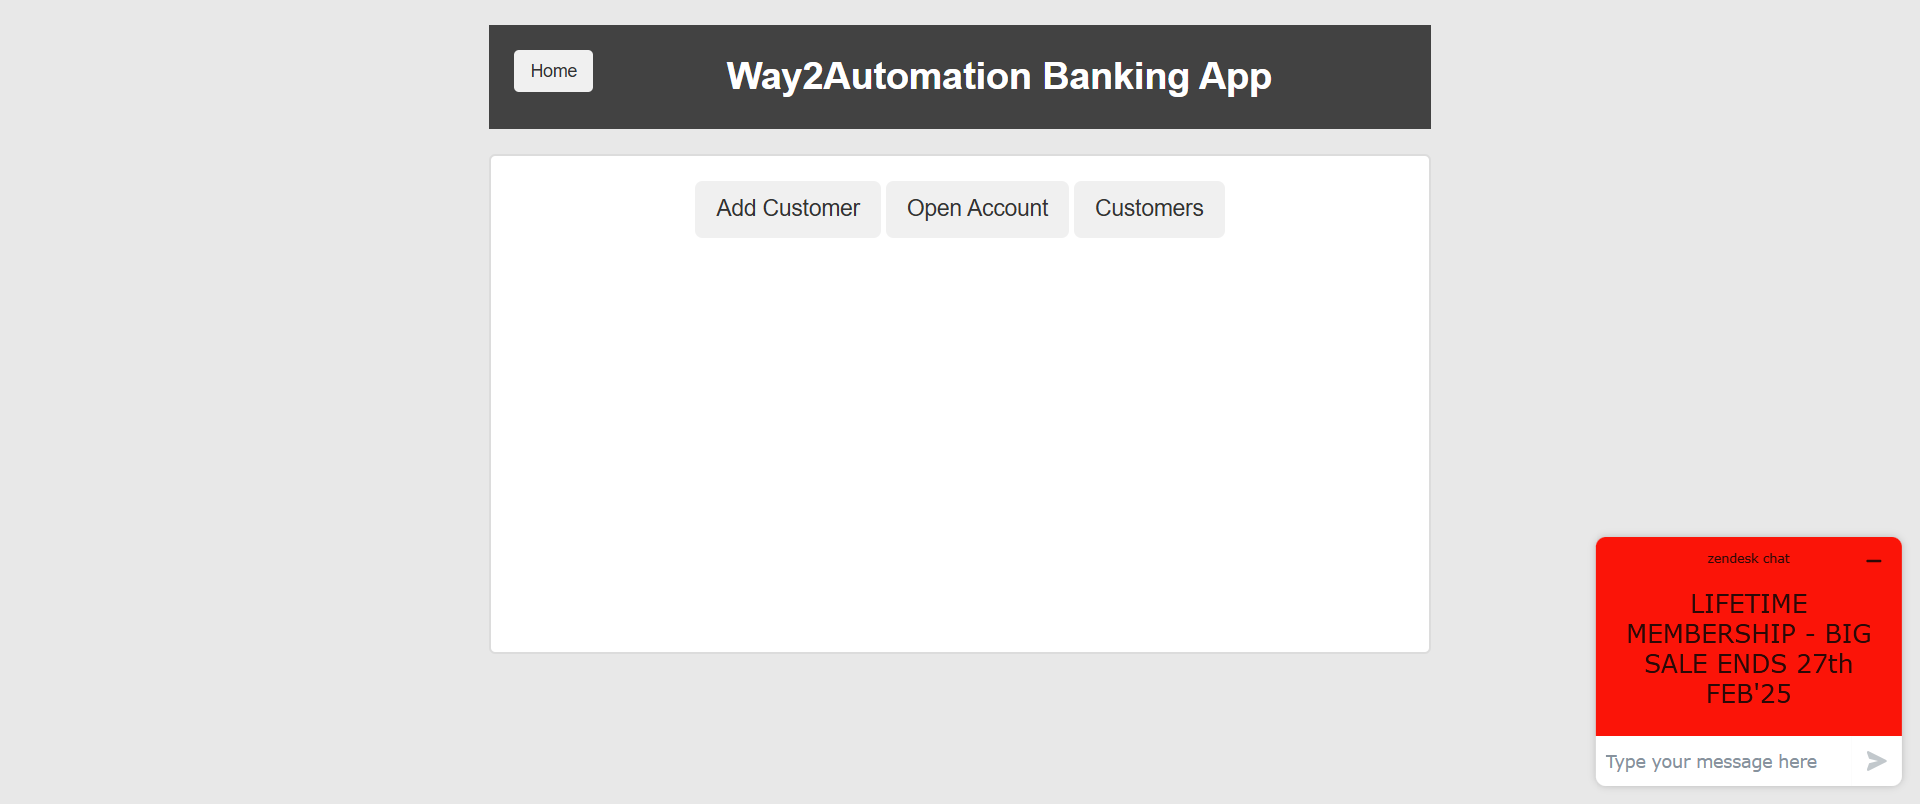 Home
Way2Automation Banking App
Add Customer
Open Account
Customers
zendesk chat
LIFETIME
MEMBERSHIP - BIG
SALE ENDS 27th
FEB'25
Type your message here